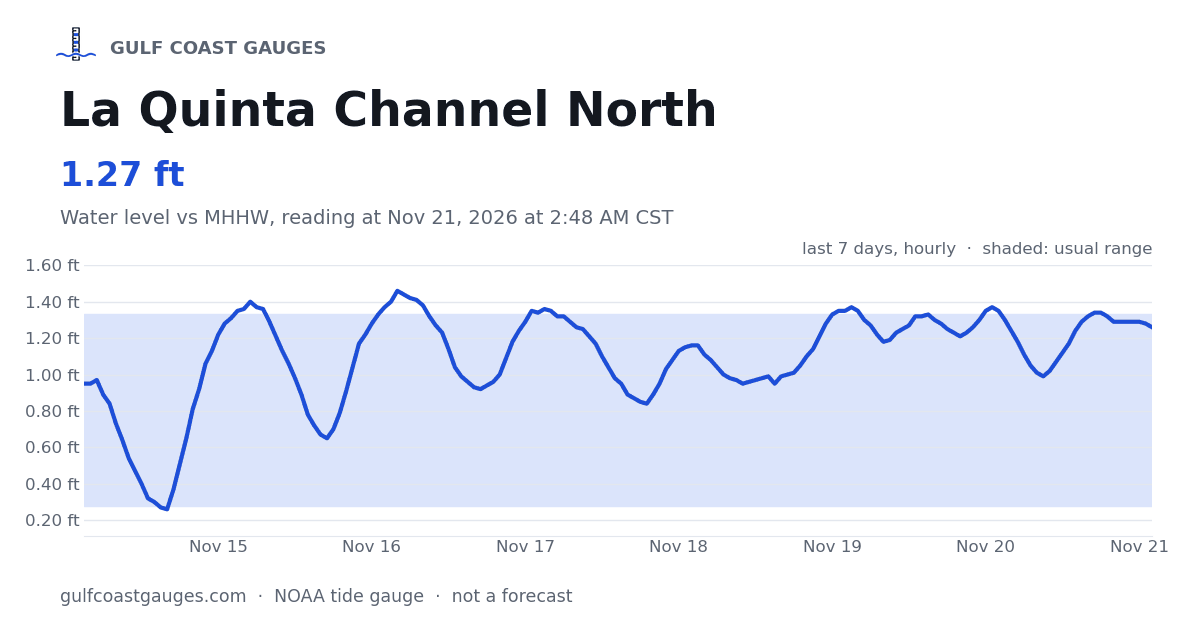 GULF COAST GAUGES
La Quinta Channel North
1.27 ft
Water level vs MHHW, reading at Nov 21, 2026 at 2:48 AM CST
last 7 days, hourly · shaded: usual range
1.60 ft
1.40 ft
1.20 ft
1.00 ft
0.80 ft
0.60 ft
0.40 ft
0.20 ft
Nov 15 Nov 16 Nov 17 Nov 18 Nov 19 Nov 20 Nov 21
gulfcoastgauges.com · NOAA tide gauge · not a forecast